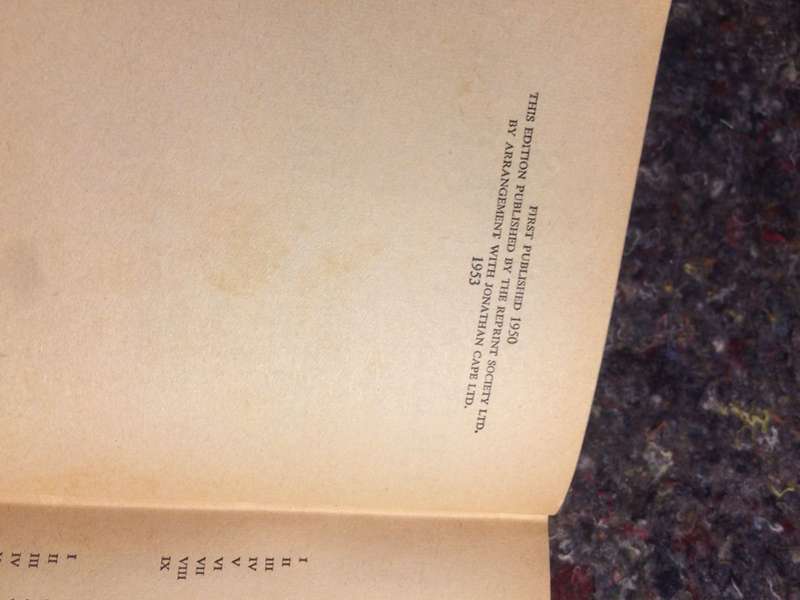 FIRST PUBLISHED 1950
THIS EDITION PUBLISHED BY THE REPRINT SOCIETY LTD.
BY ARRANGEMENT WITH JONATHAN CAPE LTD.
1953
I
II
III
IV
V
VI
VII
VIII
IX
I
II
III
IV